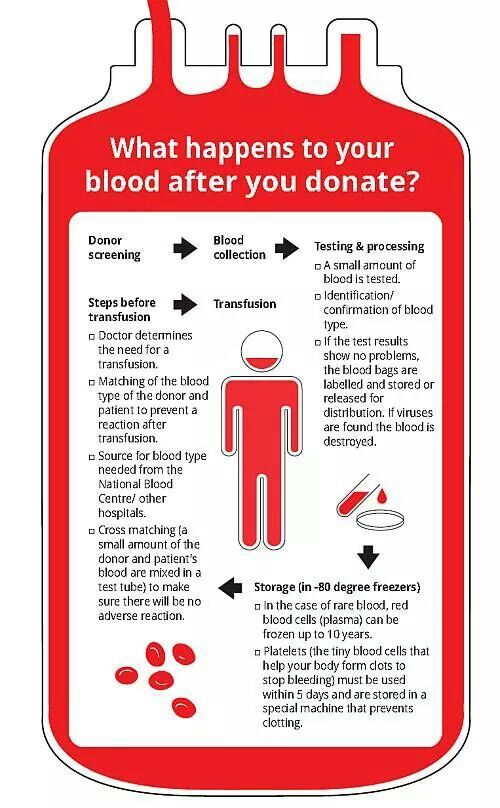 What happens to your
blood after you donate?
Donor
screening
Blood
collection
Testing & processing
A small amount of
blood is tested.
Identification/
confirmation of blood
type.
If the test results
show no problems,
the blood bags are
labelled and stored or
released for
distribution. If viruses
are found the blood is
destroyed.
Storage (in -80 degree freezers)
In the case of rare blood, red
blood cells (plasma) can be
frozen up to 10 years.
Platelets (the tiny blood cells that
help your body form clots to
stop bleeding) must be used
within 5 days and are stored in a
special machine that prevents
clotting.
Steps before
transfusion
Doctor determines
the need for a
transfusion.
Matching of the blood
type of the donor and
patient to prevent a
reaction after
transfusion.
Source for blood type
needed from the
National Blood
Centre/ other
hospitals.
Cross matching (a
small amount of the
donor and patient's
blood are mixed in a
test tube) to make
sure there will be no
adverse reaction.
Transfusion